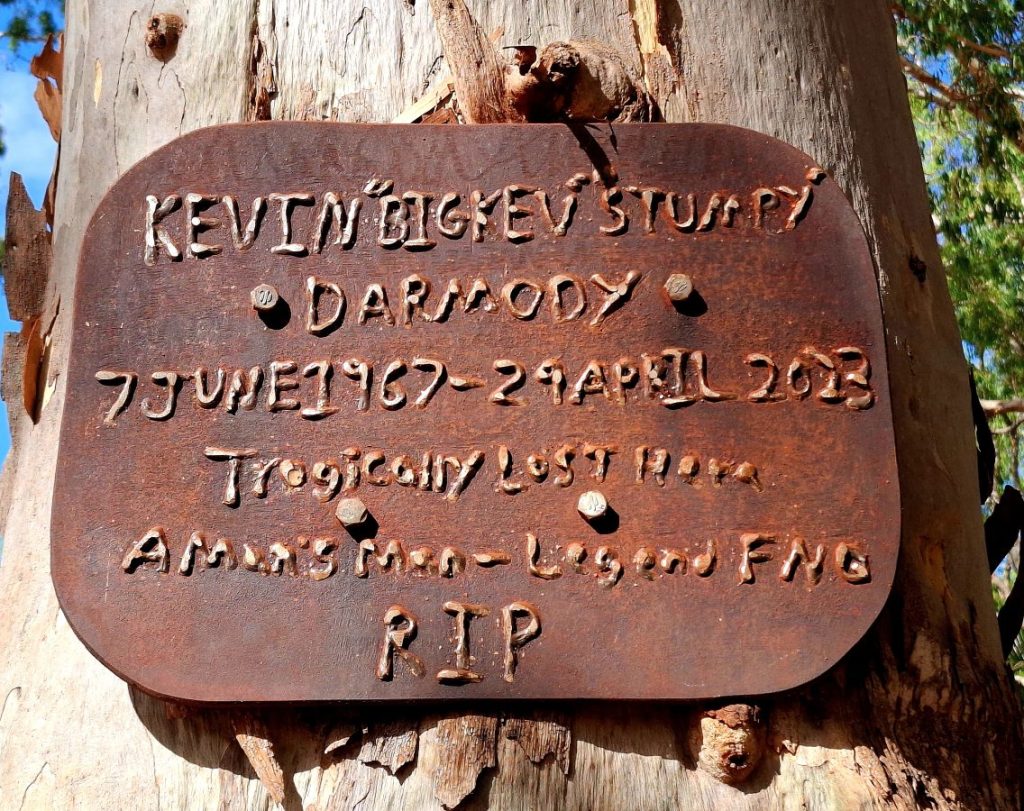 KEVIN "BIGKEV" "STUMPY"
DARMODY
7 JUNE 1967-29 APRIL 2023
Tragically Lost Here
A Man's Man-Legend FNQ
RIP